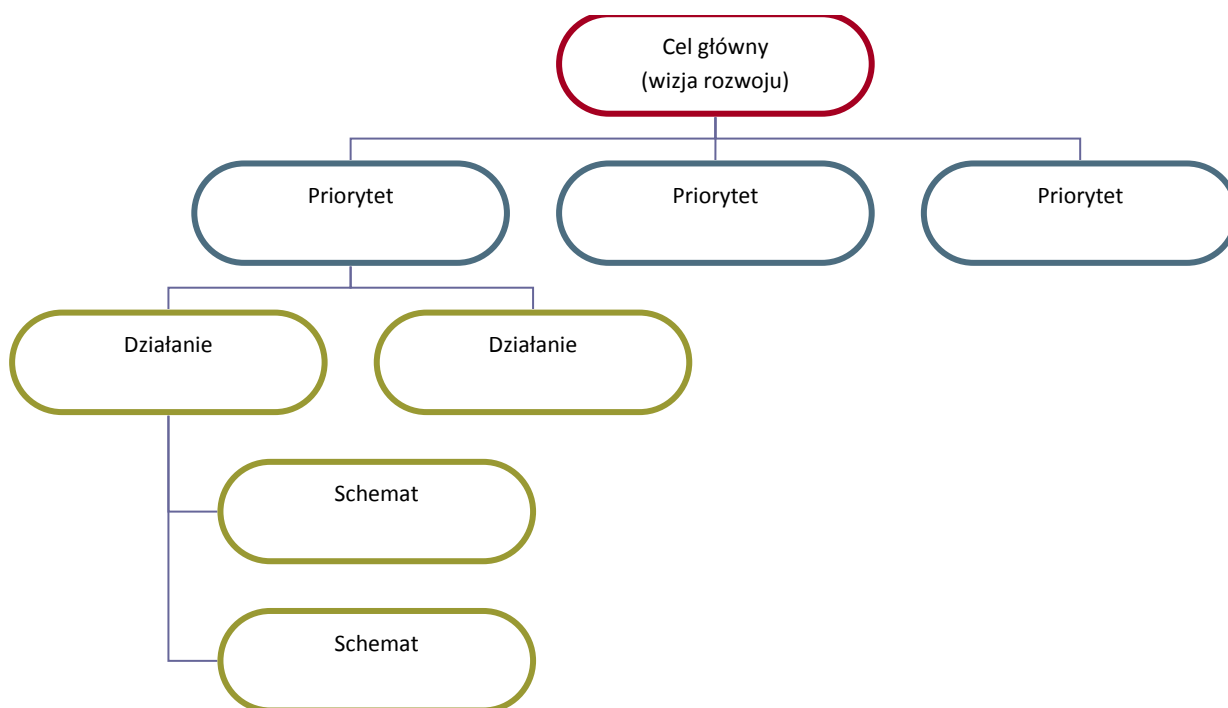 Cel główny
(wizja rozwoju)
Priorytet
Priorytet
Priorytet
Działanie
Działanie
Schemat
Schemat